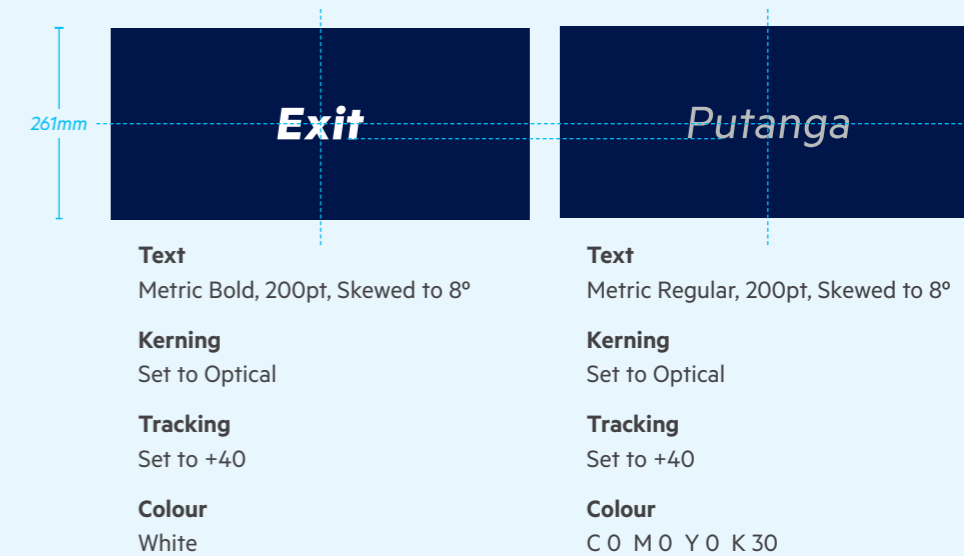 261mm
Exit
Putanga
Text
Metric Bold, 200pt, Skewed to 8º
Kerning
Set to Optical
Tracking
Set to +40
Colour
White
Text
Metric Regular, 200pt, Skewed to 8º
Kerning
Set to Optical
Tracking
Set to +40
Colour
C 0 M 0 Y 0 K 30